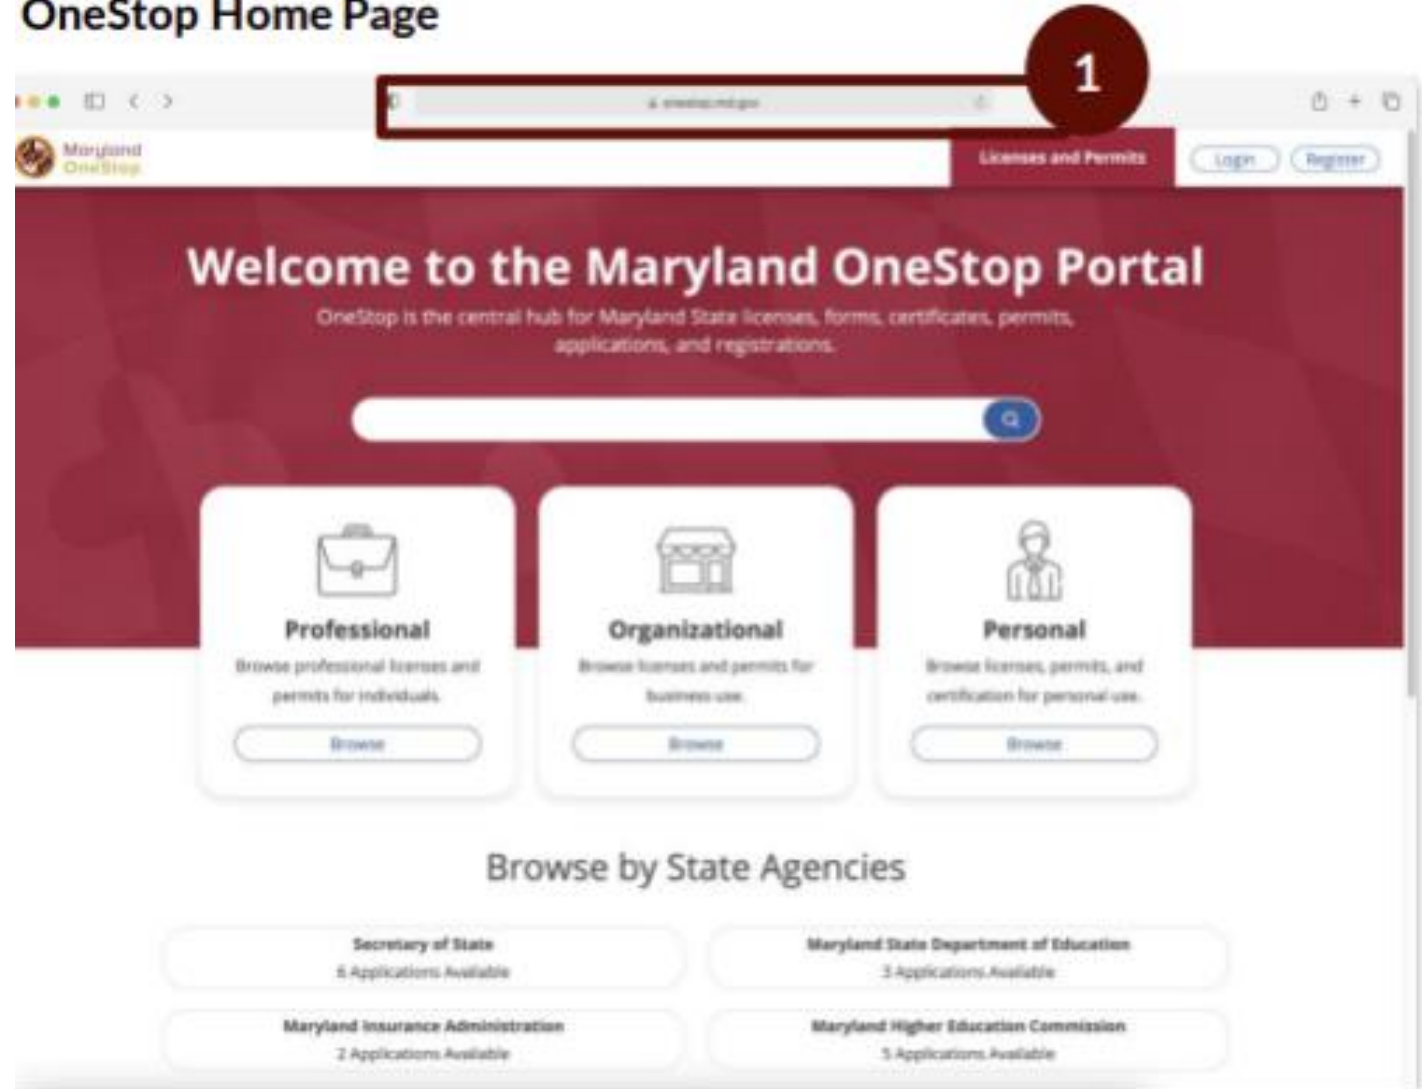 OneStop Home Page
1
onestop.md.gov
Maryland
OneStop
Licenses and Permits
Login
Register
Welcome to the Maryland OneStop Portal
OneStop is the central hub for Maryland State licenses, forms, certificates, permits,
applications, and registrations.
Professional
Browse professional licenses and
permits for individuals.
Browse
Organizational
Browse licenses and permits for
business use.
Browse
Personal
Browse licenses, permits, and
certification for personal use.
Browse
Browse by State Agencies
Secretary of State
6 Applications Available
Maryland State Department of Education
3 Applications Available
Maryland Insurance Administration
2 Applications Available
Maryland Higher Education Commission
5 Applications Available